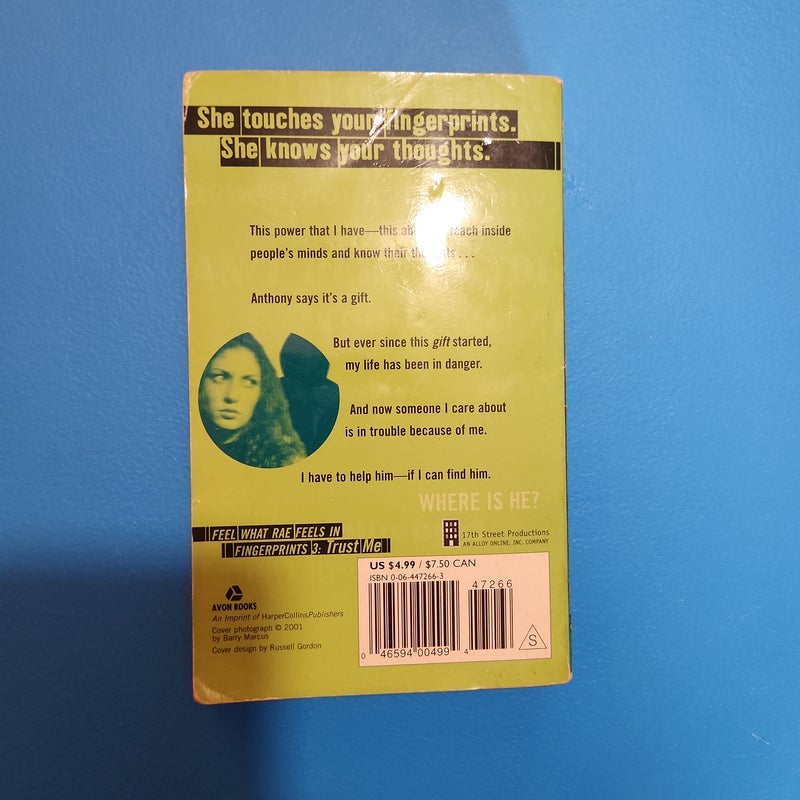 She touches your fingerprints.
She knows your thoughts.
This power that I have—this reach inside
people's minds and know their
Anthony says it's a gift.
But ever since this gift started,
my life has been in danger.
And now someone I care about
is in trouble because of me.
I have to help him—if I can find him.
WHERE IS HE?
FEEL WHAT RAE FEELS IN
FINGERPRINTS 3: Trust Me
17th Street Productions
AN ALLOY ONLINE, INC. COMPANY
US $4.99 / $7.50 CAN
ISBN 0-06-447266-3
47266
0 46594 00499 4
S
AVON BOOKS
An Imprint of HarperCollinsPublishers
Cover photograph © 2001
by Barry Marcus
Cover design by Russell Gordon